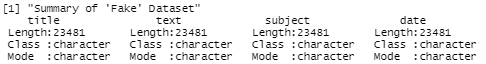 [1] "Summary of 'Fake' Dataset"
    title               text             subject              date
 Length:23481       Length:23481       Length:23481       Length:23481
 Class :character   Class :character   Class :character   Class :character
 Mode  :character   Mode  :character   Mode  :character   Mode  :character